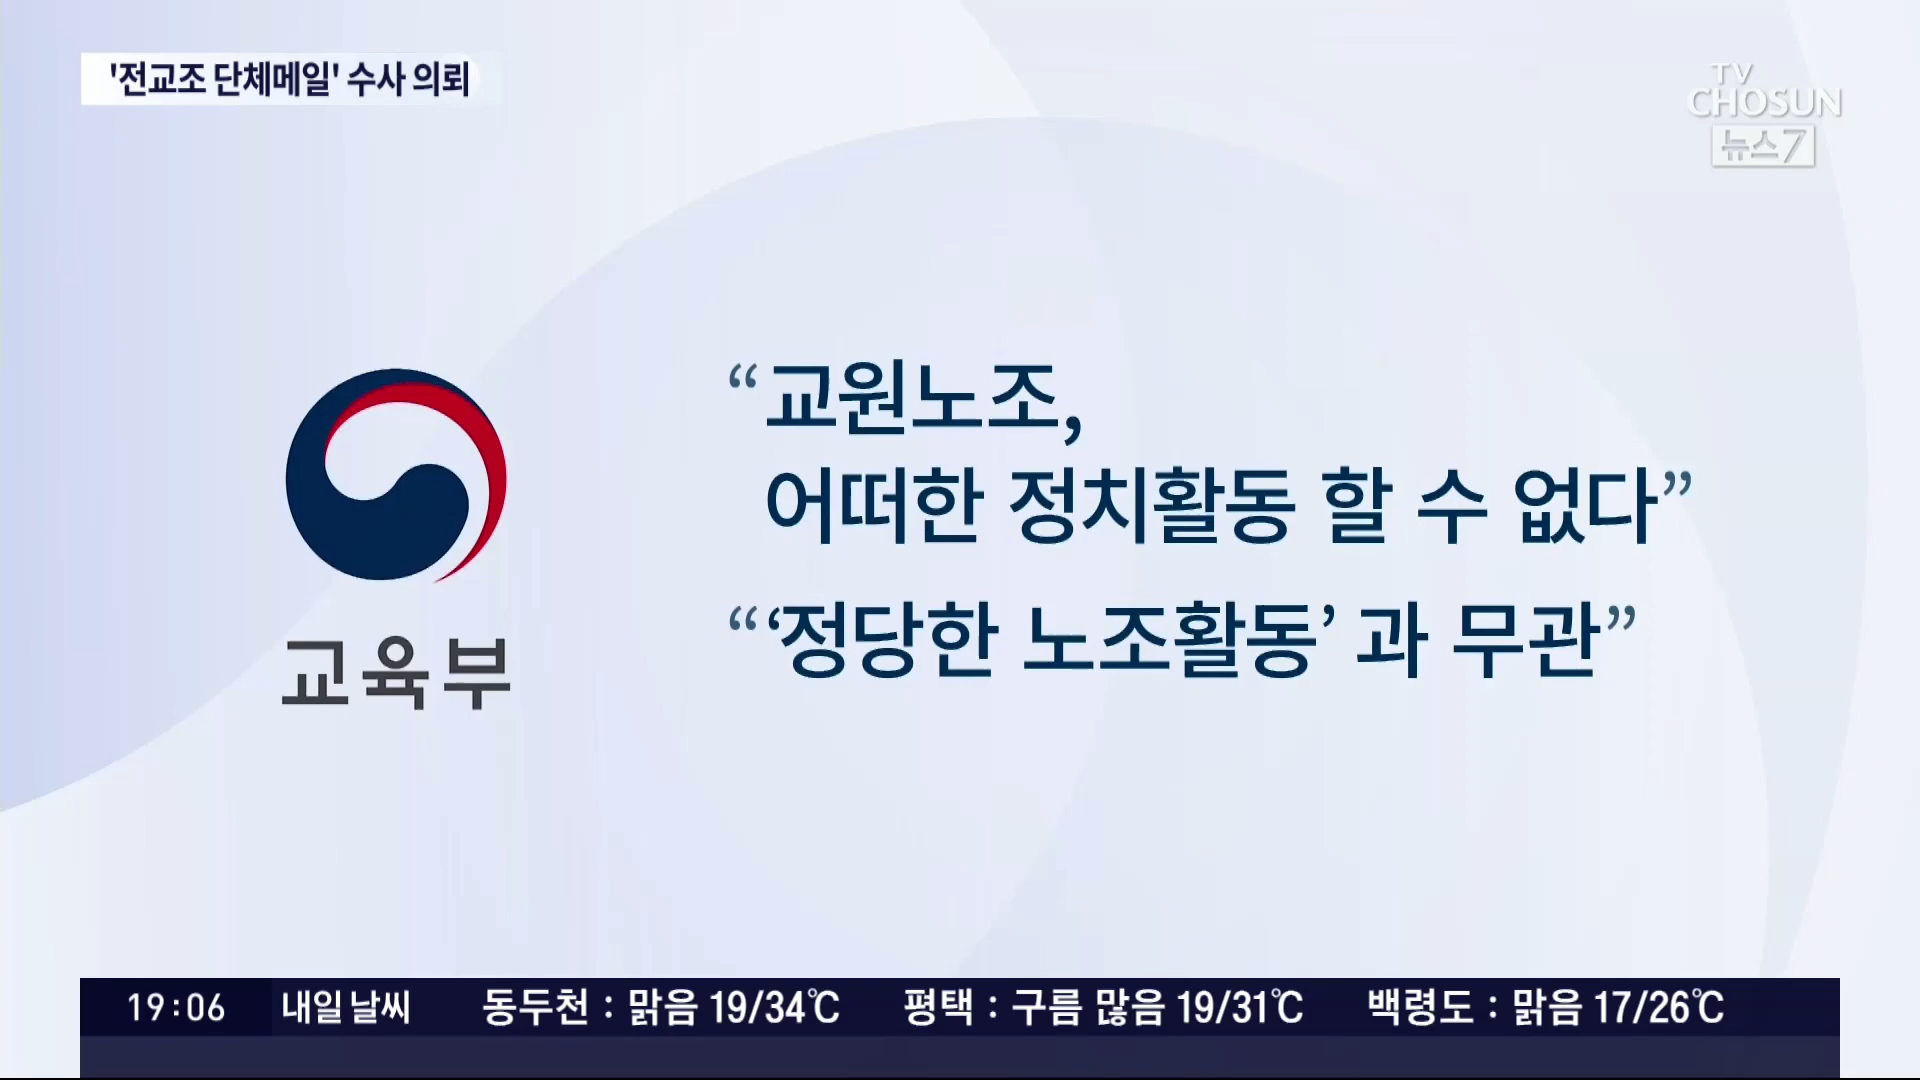 '전교조 단체메일' 수사 의뢰
TV
CHOSUN
뉴스7
“교원노조,
어떠한 정치활동 할 수 없다”
“‘정당한 노조활동’ 과 무관”
교육부
19:06 내일 날씨 동두천 : 맑음 19/34℃ 평택 : 구름 많음 19/31℃ 백령도 : 맑음 17/26℃